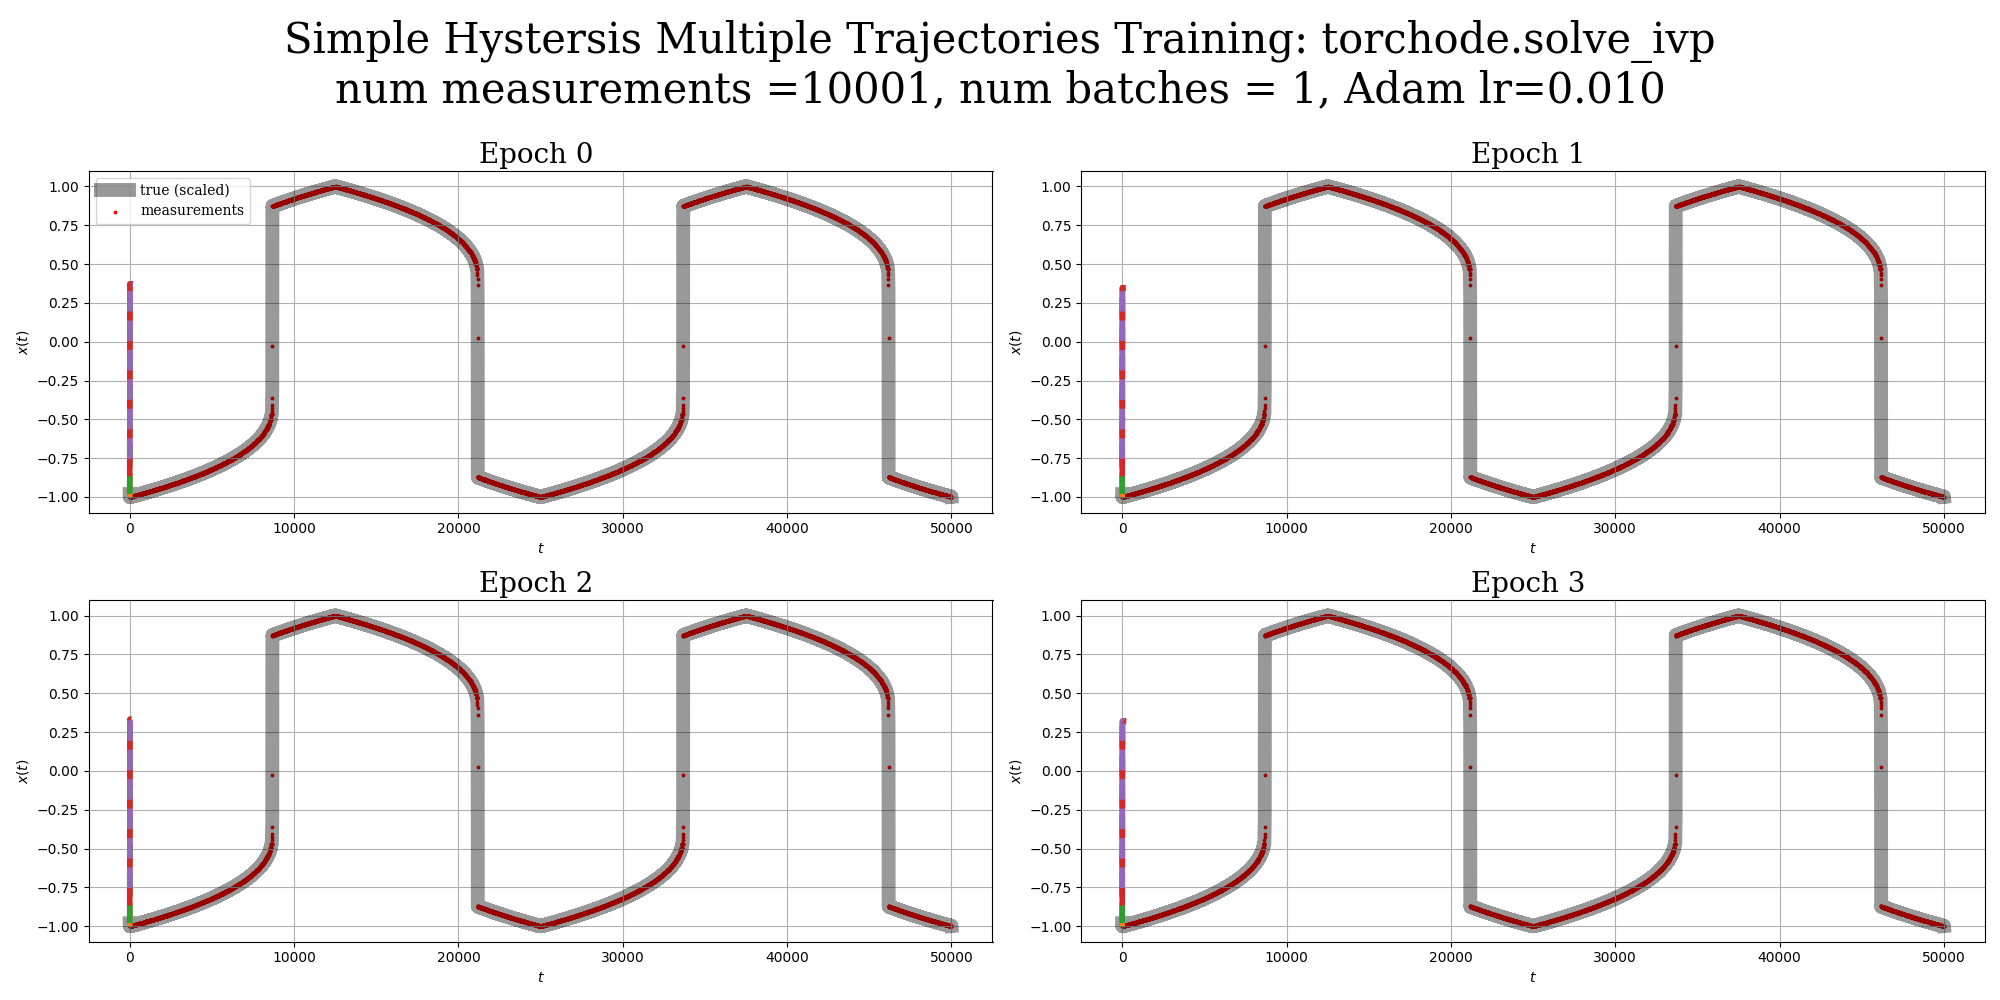 Simple Hystersis Multiple Trajectories Training: torchode.solve_ivp
num measurements =10001, num batches = 1, Adam lr=0.010
Epoch 0
true (scaled)
measurements
1.00
0.75
0.50
0.25
0.00
−0.25
−0.50
−0.75
−1.00
x(t)
0 10000 20000 30000 40000 50000
t
Epoch 1
1.00
0.75
0.50
0.25
0.00
−0.25
−0.50
−0.75
−1.00
x(t)
0 10000 20000 30000 40000 50000
t
Epoch 2
1.00
0.75
0.50
0.25
0.00
−0.25
−0.50
−0.75
−1.00
x(t)
0 10000 20000 30000 40000 50000
t
Epoch 3
1.00
0.75
0.50
0.25
0.00
−0.25
−0.50
−0.75
−1.00
x(t)
0 10000 20000 30000 40000 50000
t